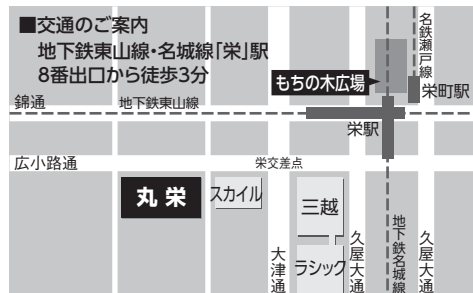 ■交通のご案内
地下鉄東山線・名城線「栄」駅
8番出口から徒歩3分
名鉄瀬戸線
もちの木広場
栄町駅
錦通
地下鉄東山線
栄駅
広小路通
栄交差点
丸栄
スカイル
三越
ラシック
大津通
久屋大通
地下鉄名城線
久屋大通